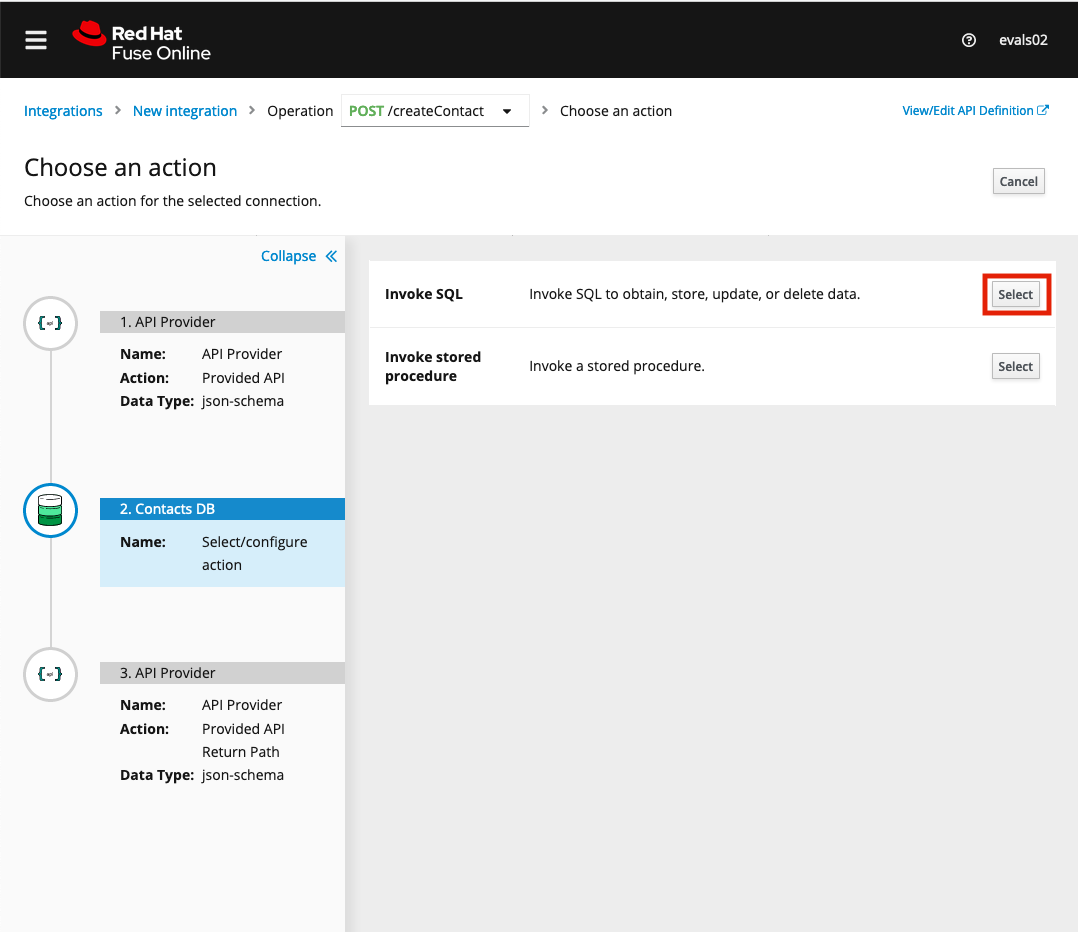 Red Hat
Fuse Online
evals02
Integrations > New integration > Operation POST /createContact > Choose an action
View/Edit API Definition
Choose an action
Choose an action for the selected connection.
Cancel
Collapse
1. API Provider
Name: API Provider
Action: Provided API
Data Type: json-schema
2. Contacts DB
Name: Select/configure
action
3. API Provider
Name: API Provider
Action: Provided API
Return Path
Data Type: json-schema
Invoke SQL Invoke SQL to obtain, store, update, or delete data. Select
Invoke stored
procedure
Invoke a stored procedure. Select